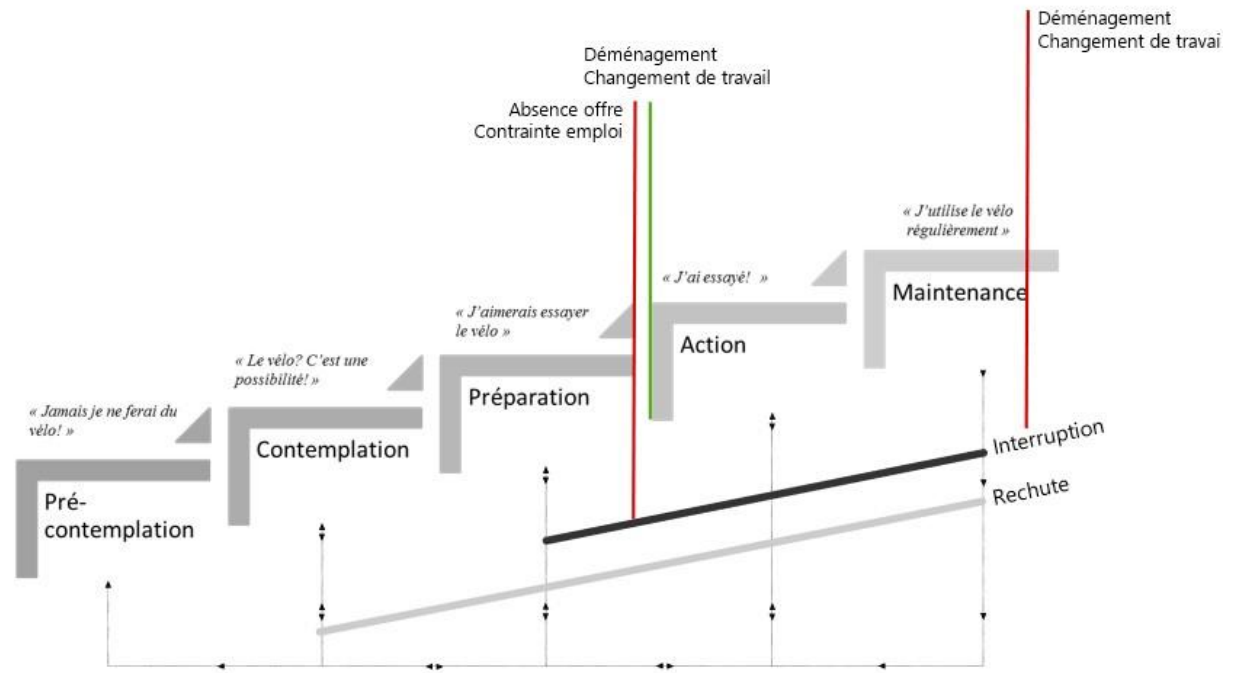 Déménagement
Changement de travai
Déménagement
Changement de travail
Absence offre
Contrainte emploi
« J'utilise le vélo
régulièrement »
Maintenance
« J'ai essayé!  »
Action
« J'aimerais essayer
le vélo »
Préparation
« Le vélo? C'est une
possibilité! »
Contemplation
« Jamais je ne ferai du
vélo! »
Pré-
contemplation
Interruption
Rechute